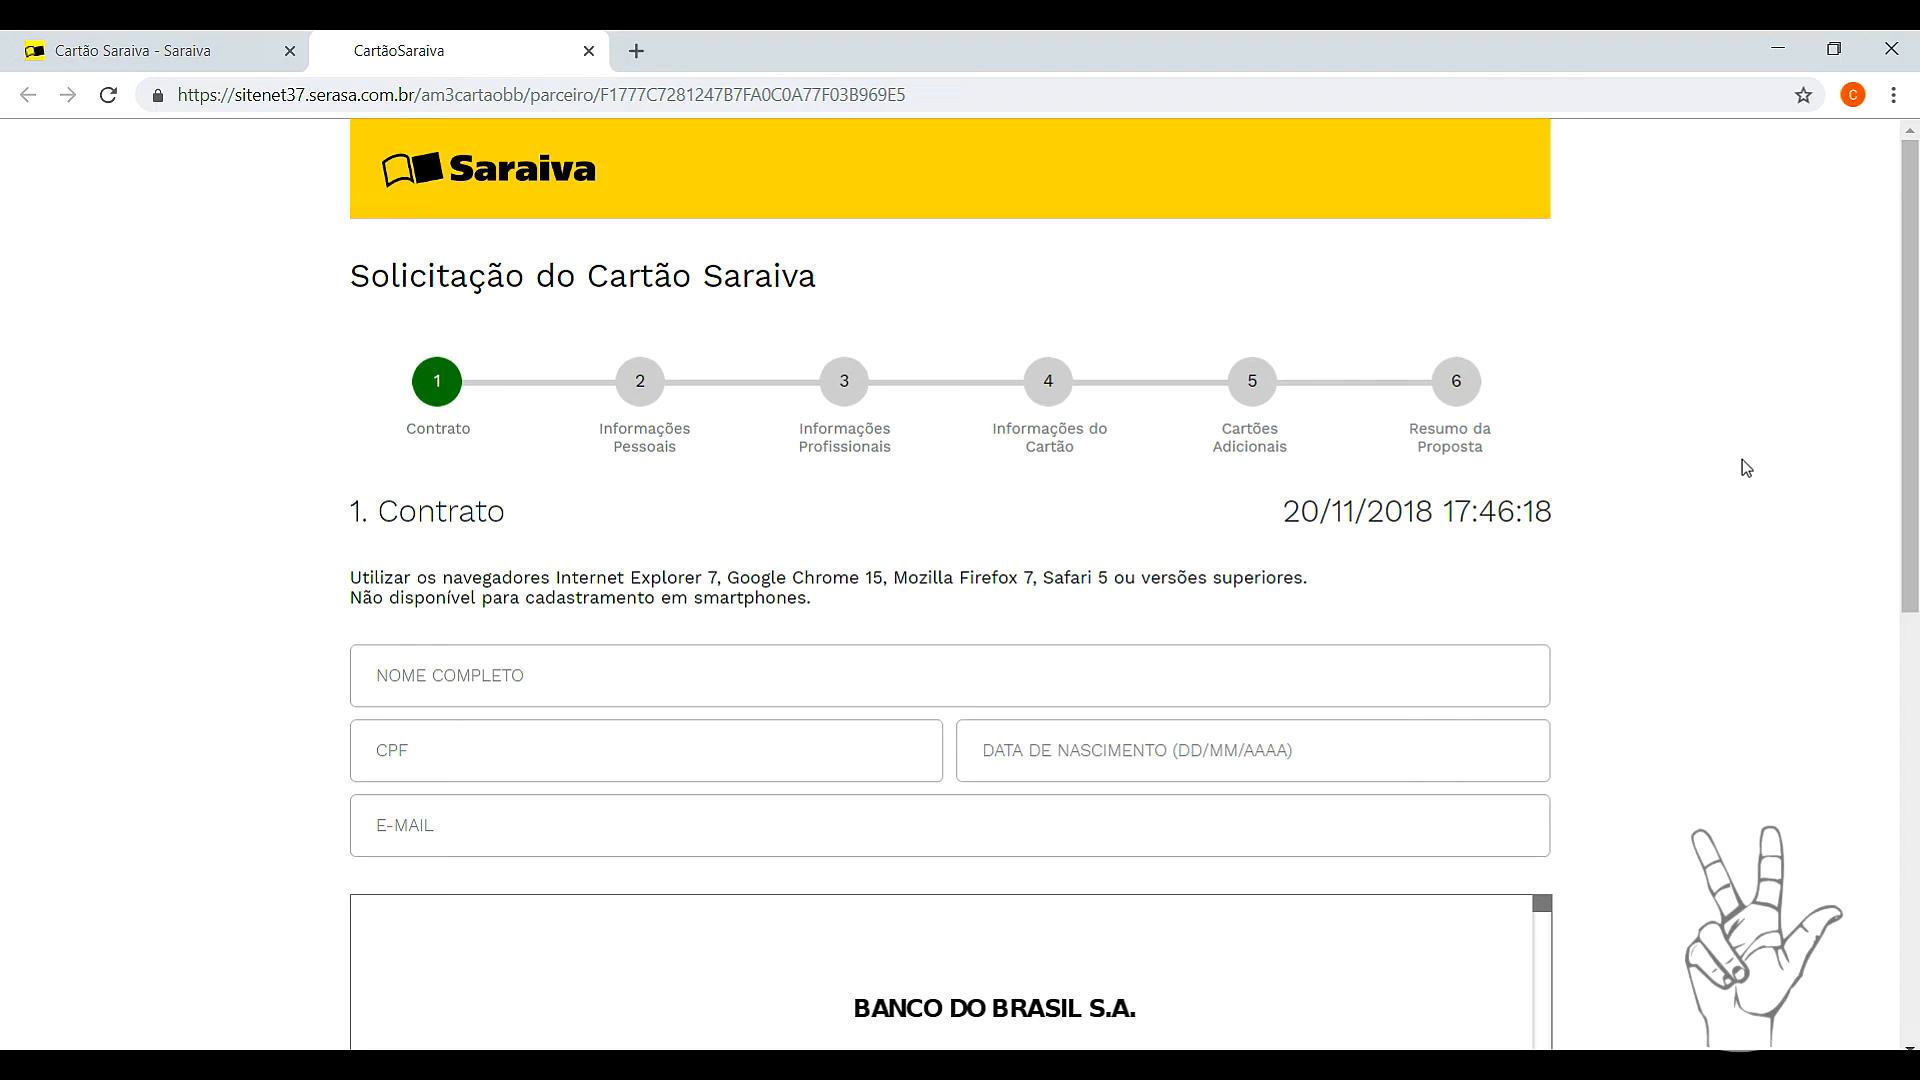 Cartão Saraiva - Saraiva
CartãoSaraiva
https://sitenet37.serasa.com.br/am3cartaobb/parceiro/F1777C7281247B7FA0C0A77F03B969E5
C
Saraiva
Solicitação do Cartão Saraiva
1
2
3
4
5
6
Contrato
Informações
Pessoais
Informações
Profissionais
Informações do
Cartão
Cartões
Adicionais
Resumo da
Proposta
1. Contrato
20/11/2018 17:46:18
Utilizar os navegadores Internet Explorer 7, Google Chrome 15, Mozilla Firefox 7, Safari 5 ou versões superiores.
Não disponível para cadastramento em smartphones.
NOME COMPLETO
CPF
DATA DE NASCIMENTO (DD/MM/AAAA)
E-MAIL
BANCO DO BRASIL S.A.